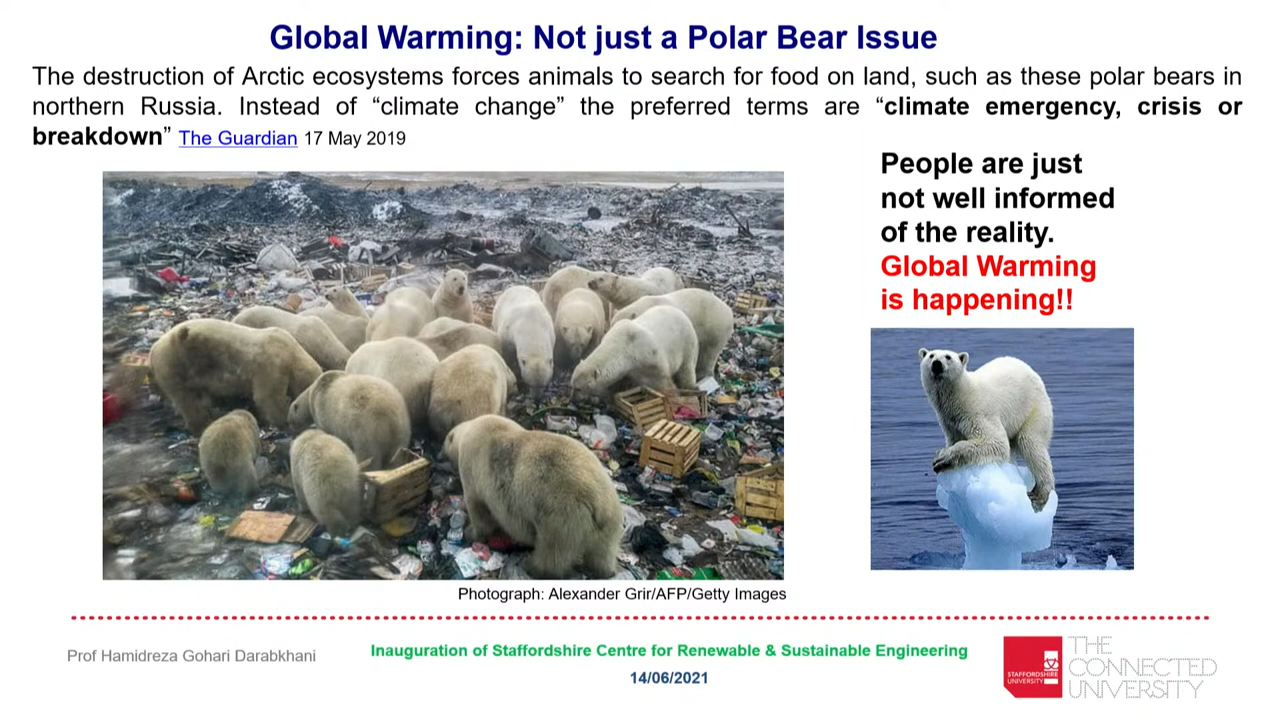 Global Warming: Not just a Polar Bear Issue
The destruction of Arctic ecosystems forces animals to search for food on land, such as these polar bears in
northern Russia. Instead of “climate change” the preferred terms are “climate emergency, crisis or
breakdown” The Guardian 17 May 2019
People are just
not well informed
of the reality.
Global Warming
is happening!!
Photograph: Alexander Grir/AFP/Getty Images
Prof Hamidreza Gohari Darabkhani
Inauguration of Staffordshire Centre for Renewable & Sustainable Engineering
14/06/2021
STAFFORDSHIRE
UNIVERSITY
THE
CONNECTED
UNIVERSITY